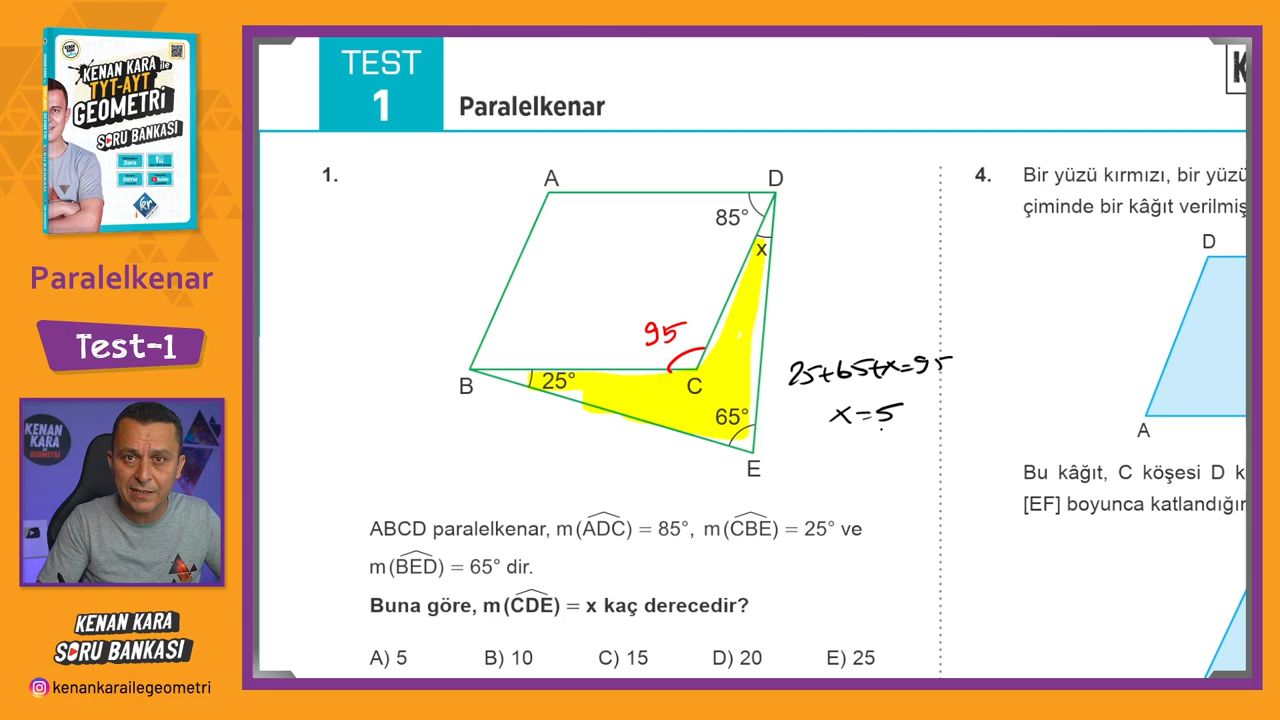 KENAN KARA ile
TYT-AYT
GEOMETRİ
SORU BANKASI
Paralelkenar
Test-1
KENAN
KARA
ile
GEOMETRİ
KENAN KARA
SORU BANKASI
kenankarailegeometri
TEST
1
Paralelkenar
K
1.
A
D
85°
x
95
B
25°
C
65°
E
25+65+x=95
x=5
ABCD paralelkenar, m(ADC) = 85°, m(CBE) = 25° ve
m(BED) = 65° dir.
Buna göre, m(CDE) = x kaç derecedir?
A) 5 B) 10 C) 15 D) 20 E) 25
4. Bir yüzü kırmızı, bir yüzü
çiminde bir kâğıt verilmiş
D
A
Bu kâğıt, C köşesi D k
[EF] boyunca katlandığın